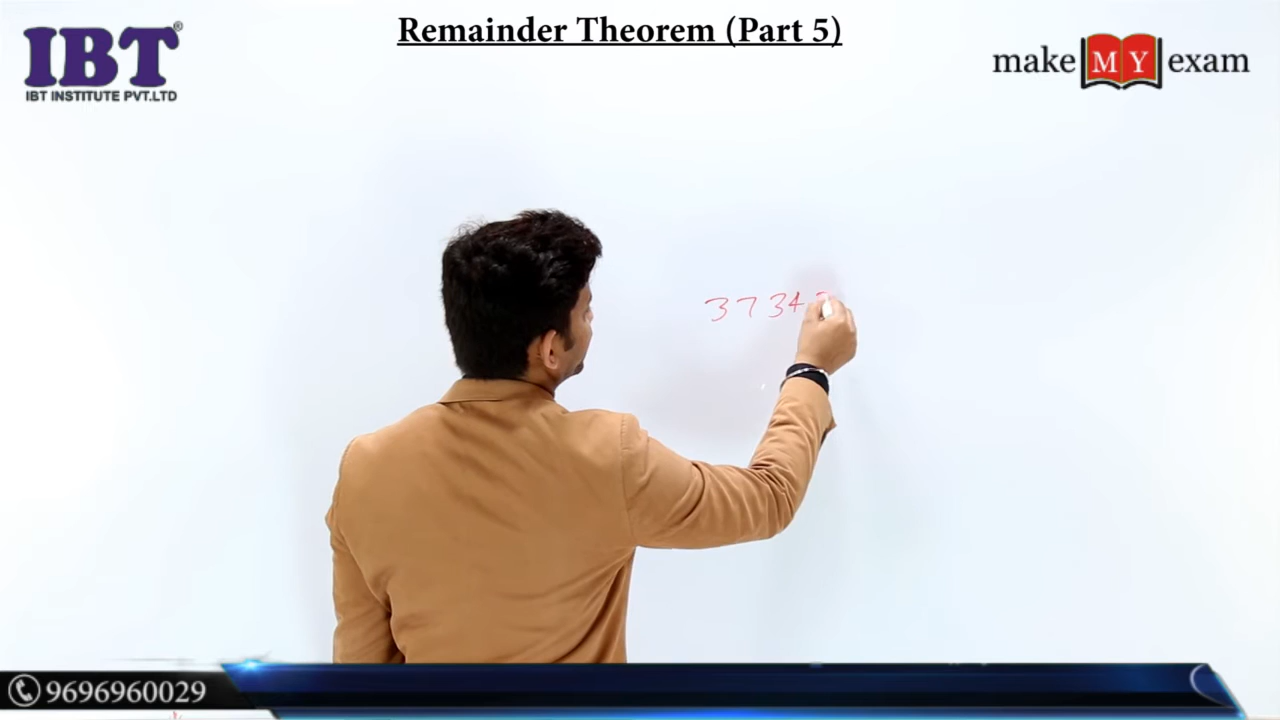 Remainder Theorem (Part 5)
IBT®
IBT INSTITUTE PVT.LTD
make MY exam
3734
9696960029